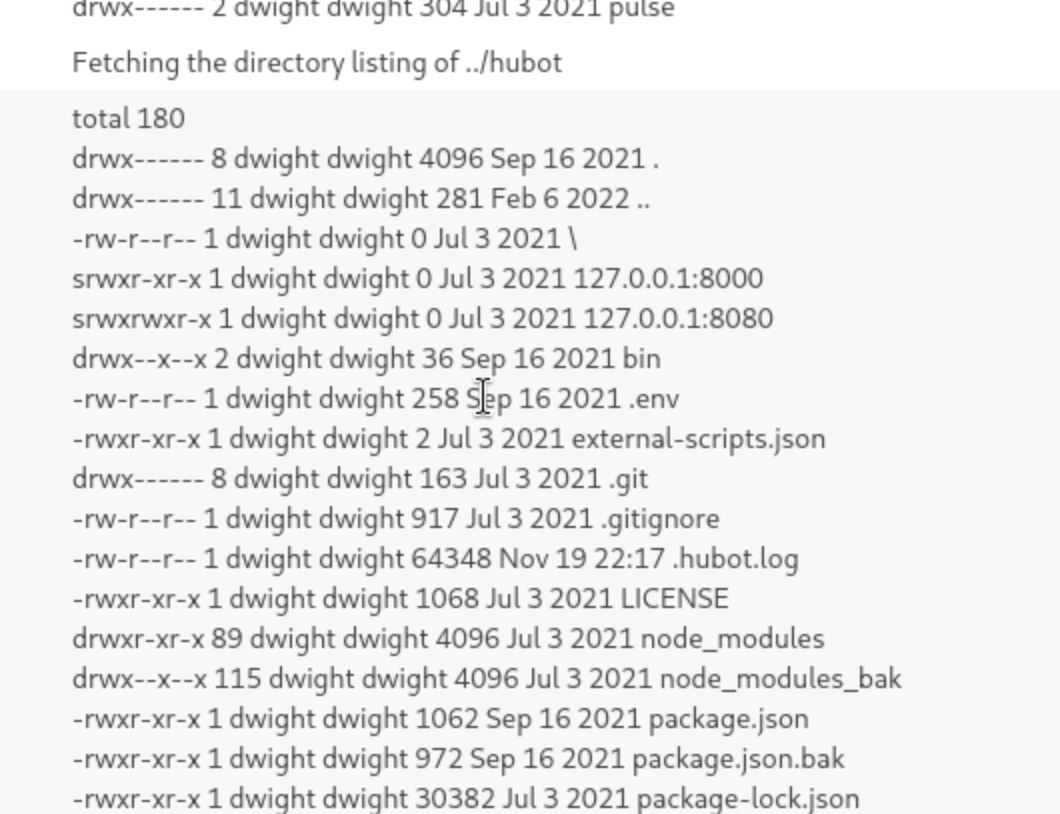 drwx------ 2 dwight dwight 304 Jul 3 2021 pulse
Fetching the directory listing of ../hubot
total 180
drwx------ 8 dwight dwight 4096 Sep 16 2021 .
drwx------ 11 dwight dwight 281 Feb 6 2022 ..
-rw-r--r-- 1 dwight dwight 0 Jul 3 2021 \
srwxr-xr-x 1 dwight dwight 0 Jul 3 2021 127.0.0.1:8000
srwxrwxr-x 1 dwight dwight 0 Jul 3 2021 127.0.0.1:8080
drwx--x--x 2 dwight dwight 36 Sep 16 2021 bin
-rw-r--r-- 1 dwight dwight 258 Sep 16 2021 .env
-rwxr-xr-x 1 dwight dwight 2 Jul 3 2021 external-scripts.json
drwx------ 8 dwight dwight 163 Jul 3 2021 .git
-rw-r--r-- 1 dwight dwight 917 Jul 3 2021 .gitignore
-rw-r--r-- 1 dwight dwight 64348 Nov 19 22:17 .hubot.log
-rwxr-xr-x 1 dwight dwight 1068 Jul 3 2021 LICENSE
drwxr-xr-x 89 dwight dwight 4096 Jul 3 2021 node_modules
drwx--x--x 115 dwight dwight 4096 Jul 3 2021 node_modules_bak
-rwxr-xr-x 1 dwight dwight 1062 Sep 16 2021 package.json
-rwxr-xr-x 1 dwight dwight 972 Sep 16 2021 package.json.bak
-rwxr-xr-x 1 dwight dwight 30382 Jul 3 2021 package-lock.json